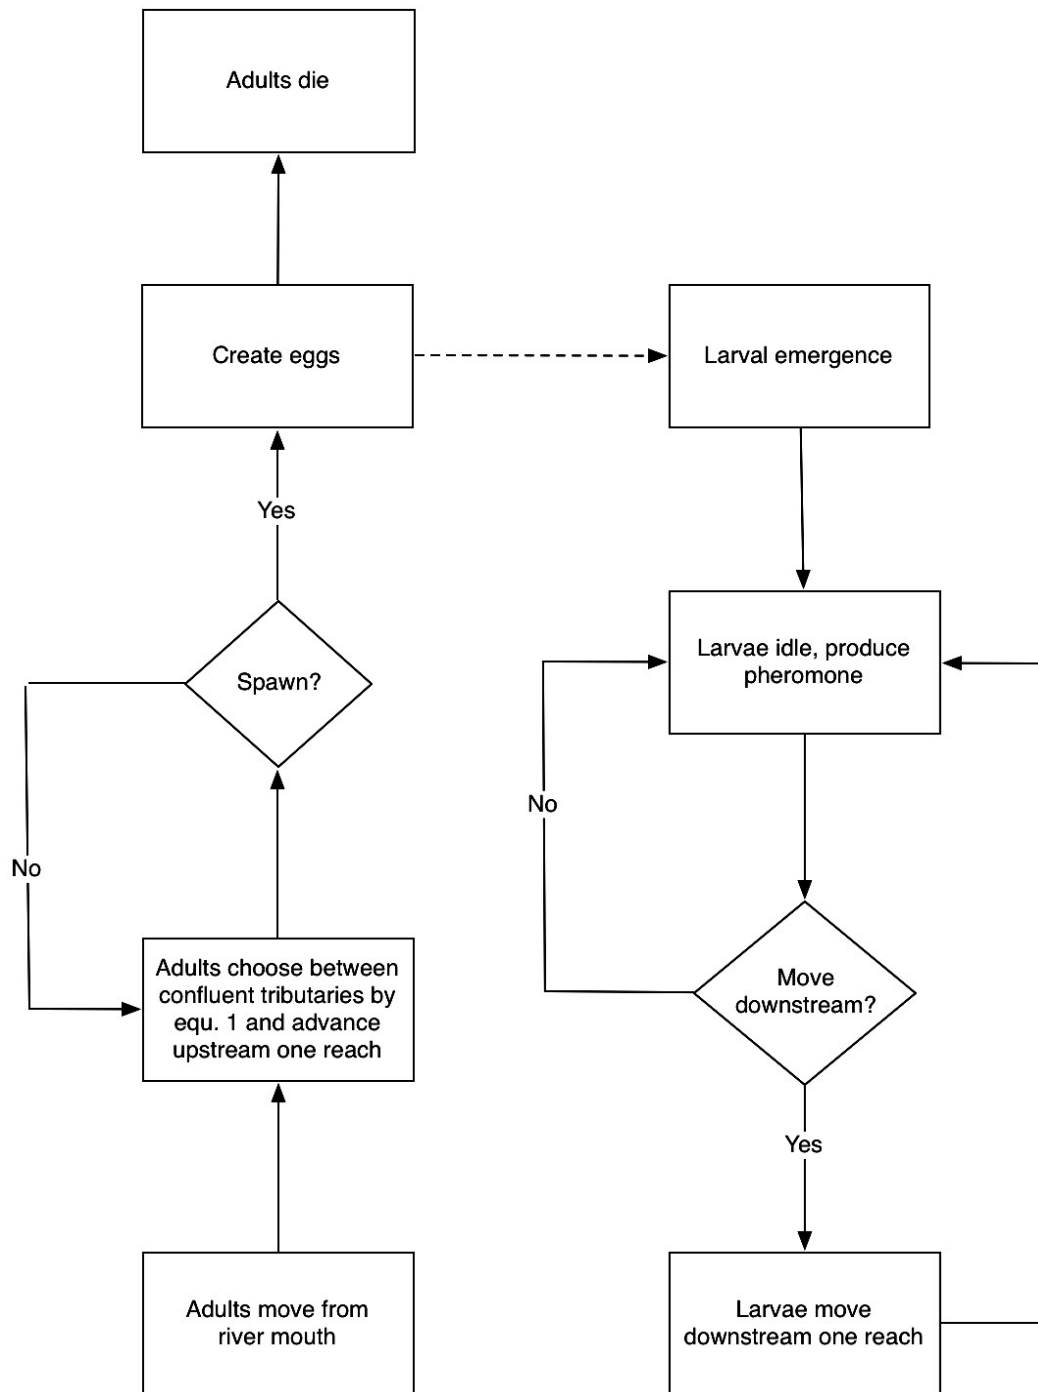 Adults die
Create eggs
Larval emergence
Yes
Larvae idle, produce
pheromone
Spawn?
No
No
Adults choose between
confluent tributaries by
equ. 1 and advance
upstream one reach
Move
downstream?
Yes
Adults move from
river mouth
Larvae move
downstream one reach